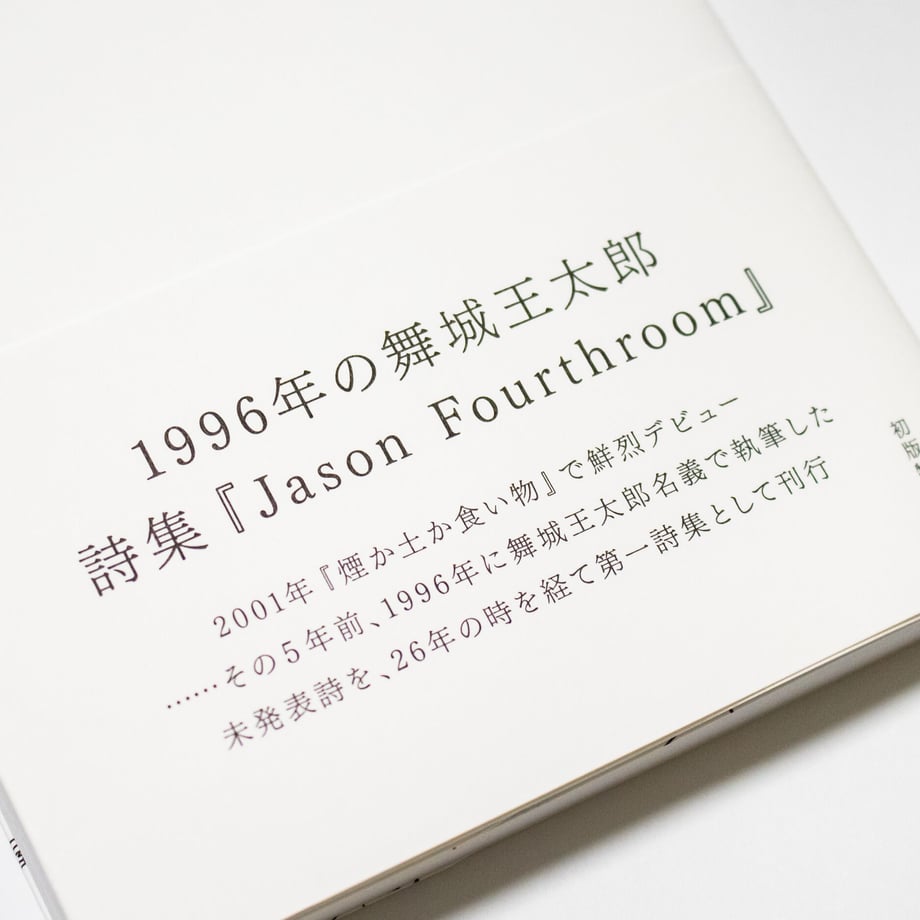 1996年の舞城王太郎
詩集『Jason Fourthroom』
2001年『煙か土か食い物』で鮮烈デビュー
……その5年前、1996年に舞城王太郎名義で執筆した
未発表詩を、26年の時を経て第一詩集として刊行
初版